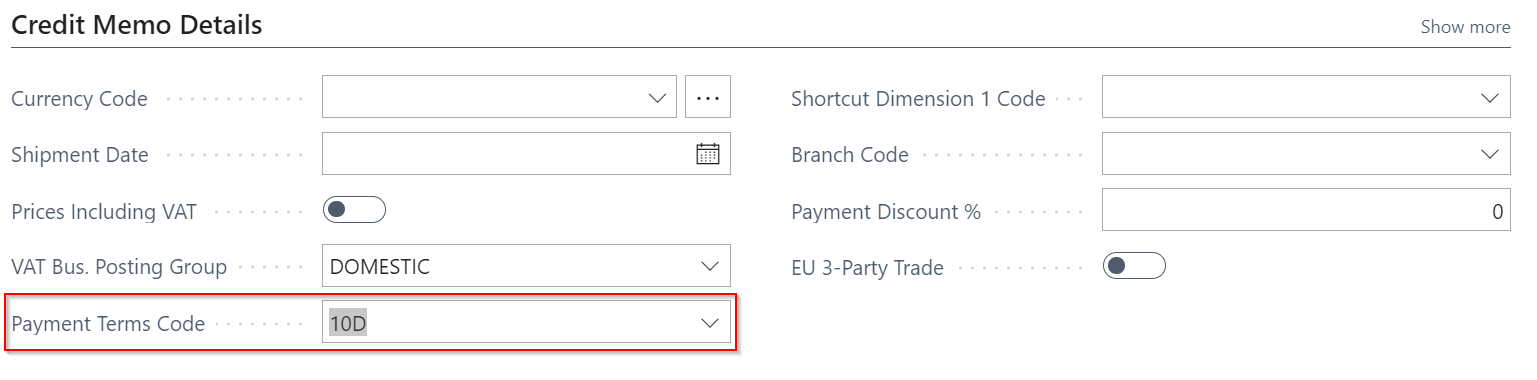 Credit Memo Details
Show more
Currency Code
...
Shipment Date
Prices Including VAT
VAT Bus. Posting Group
DOMESTIC
Payment Terms Code
10D
Shortcut Dimension 1 Code
Branch Code
Payment Discount %
0
EU 3-Party Trade